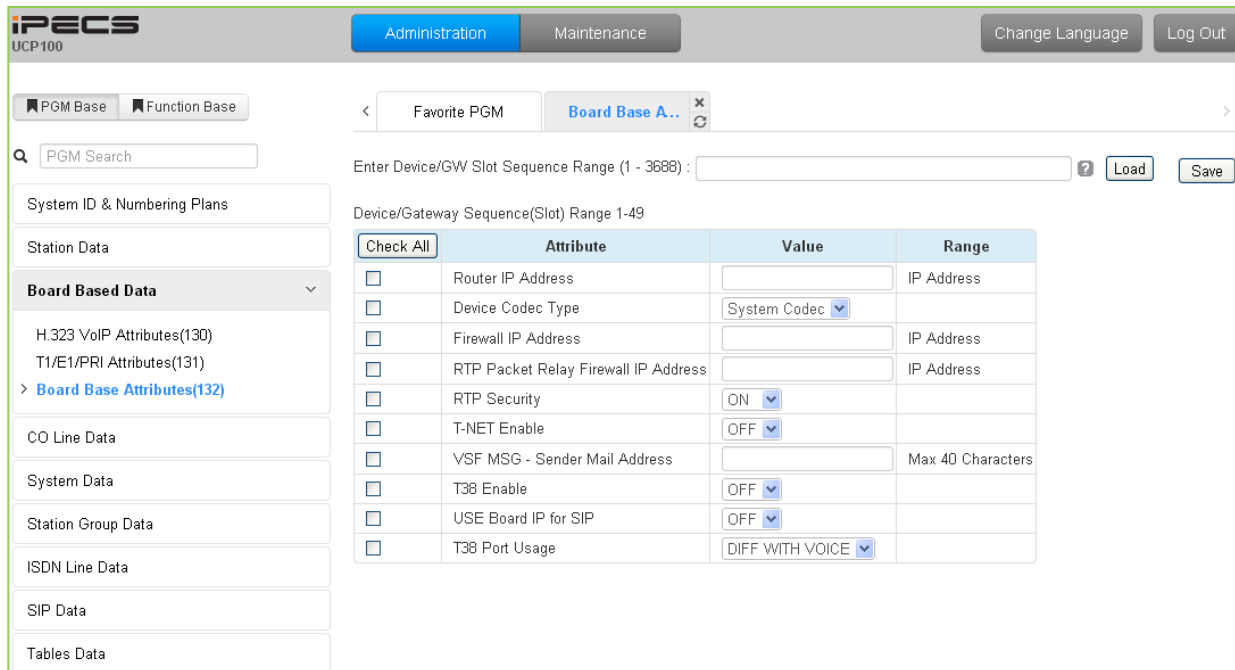 iPECS
UCP100
Administration Maintenance Change Language Log Out
PGM Base Function Base
PGM Search
System ID & Numbering Plans
Station Data
Board Based Data
H.323 VoIP Attributes(130)
T1/E1/PRI Attributes(131)
> Board Base Attributes(132)
CO Line Data
System Data
Station Group Data
ISDN Line Data
SIP Data
Tables Data
< Favorite PGM Board Base A... >
Enter Device/GW Slot Sequence Range (1 - 3688) : ? Load Save
Device/Gateway Sequence(Slot) Range 1-49
Check All Attribute Value Range
Router IP Address IP Address
Device Codec Type System Codec
Firewall IP Address IP Address
RTP Packet Relay Firewall IP Address IP Address
RTP Security ON
T-NET Enable OFF
VSF MSG - Sender Mail Address Max 40 Characters
T38 Enable OFF
USE Board IP for SIP OFF
T38 Port Usage DIFF WITH VOICE